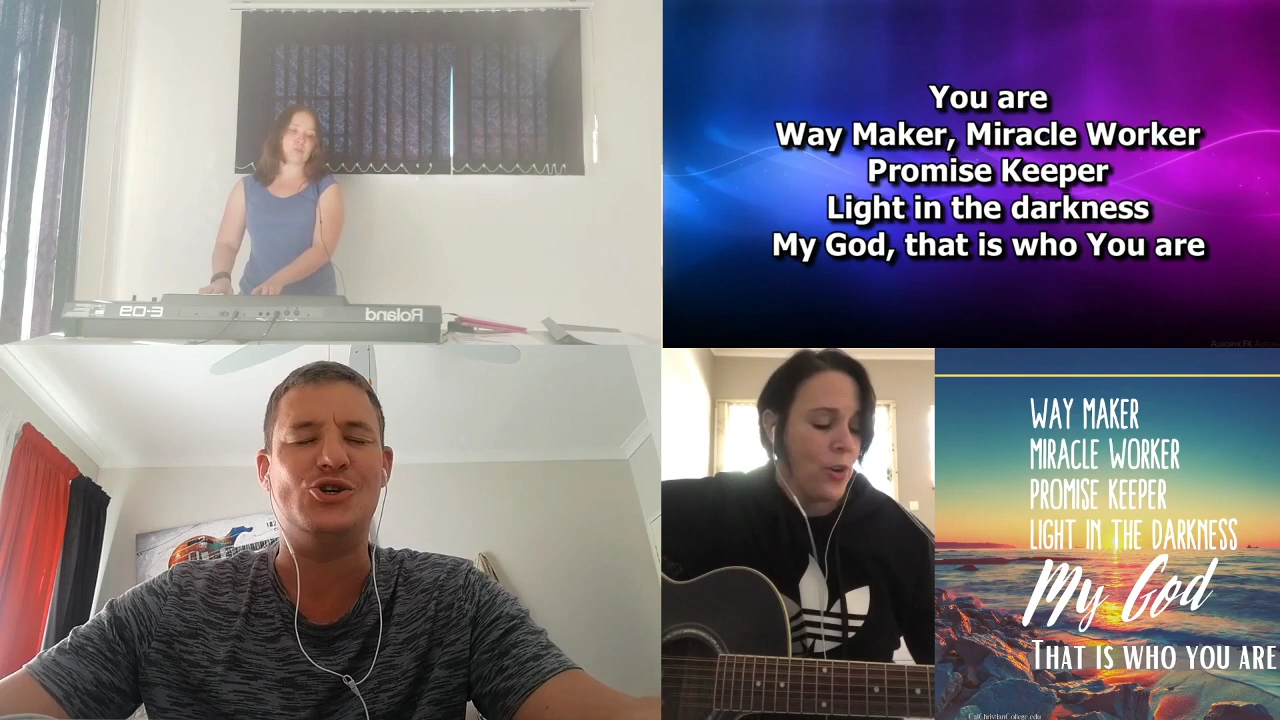 You are
Way Maker, Miracle Worker
Promise Keeper
Light in the darkness
My God, that is who You are
E-09
Roland
WAY MAKER
MIRACLE WORKER
PROMISE KEEPER
LIGHT IN THE DARKNESS
My God
THAT IS WHO YOU ARE
CalChristianCollege.edu